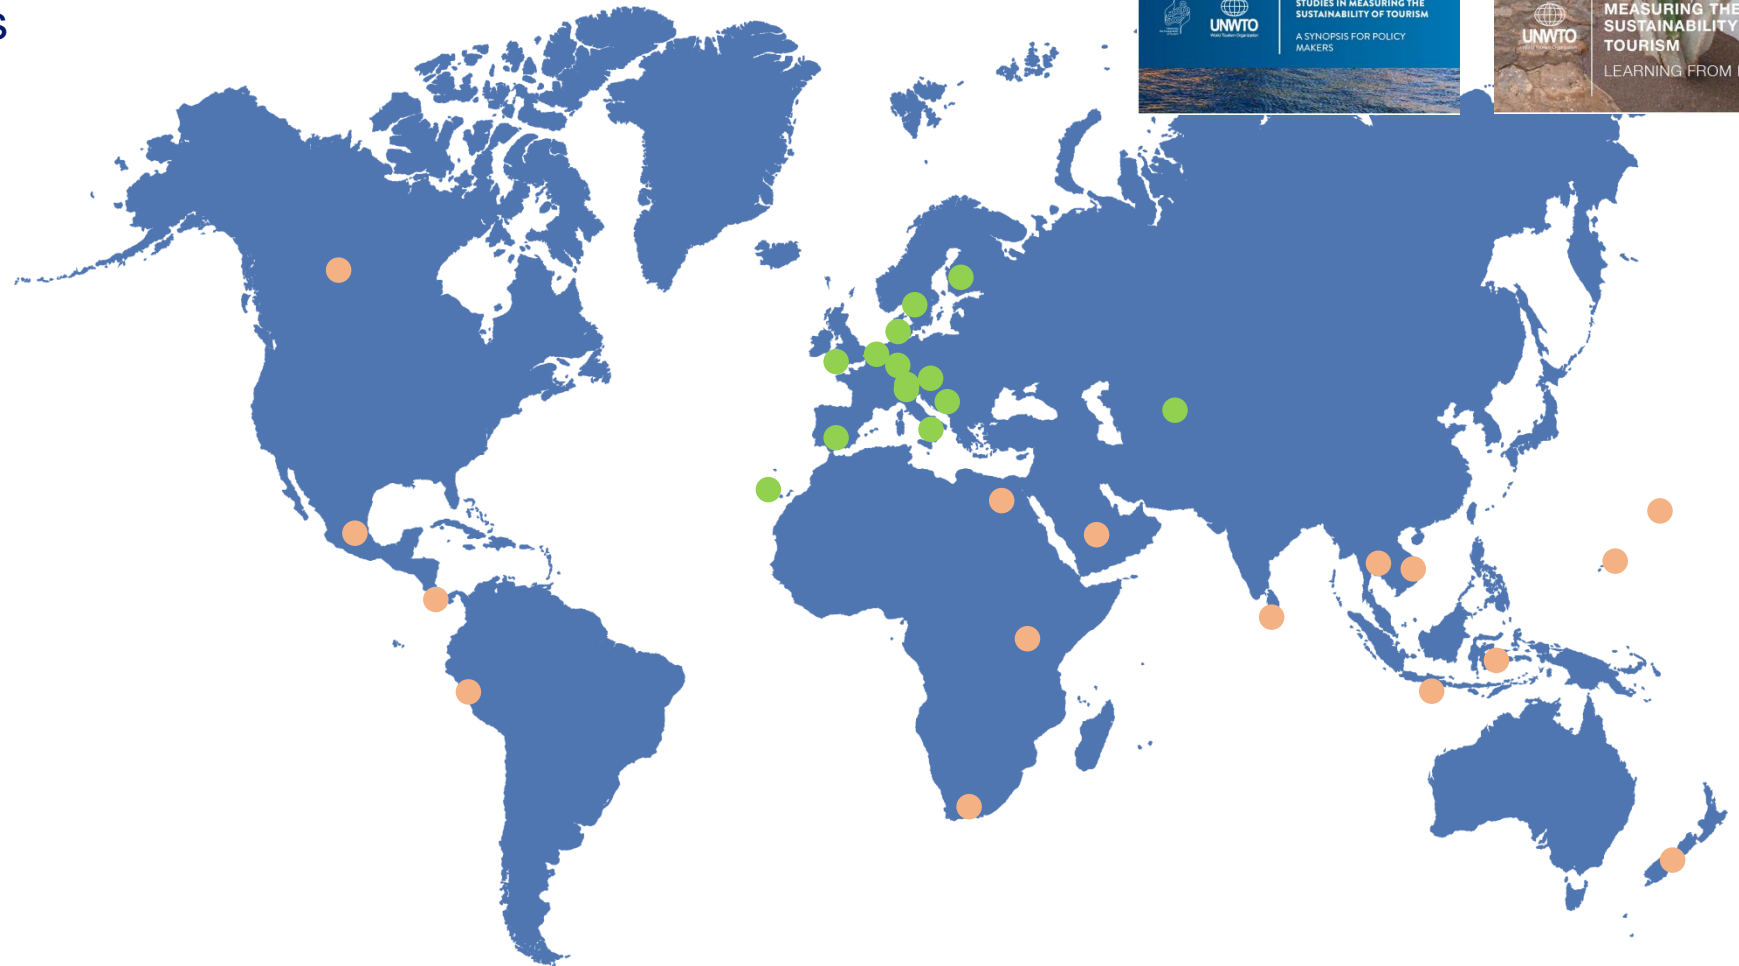 s
STUDIES IN MEASURING THE
SUSTAINABILITY OF TOURISM
UNWTO
A SYNOPSIS FOR POLICY
MAKERS
MEASURING THE
SUSTAINABILITY
UNWTO
TOURISM
LEARNING FROM